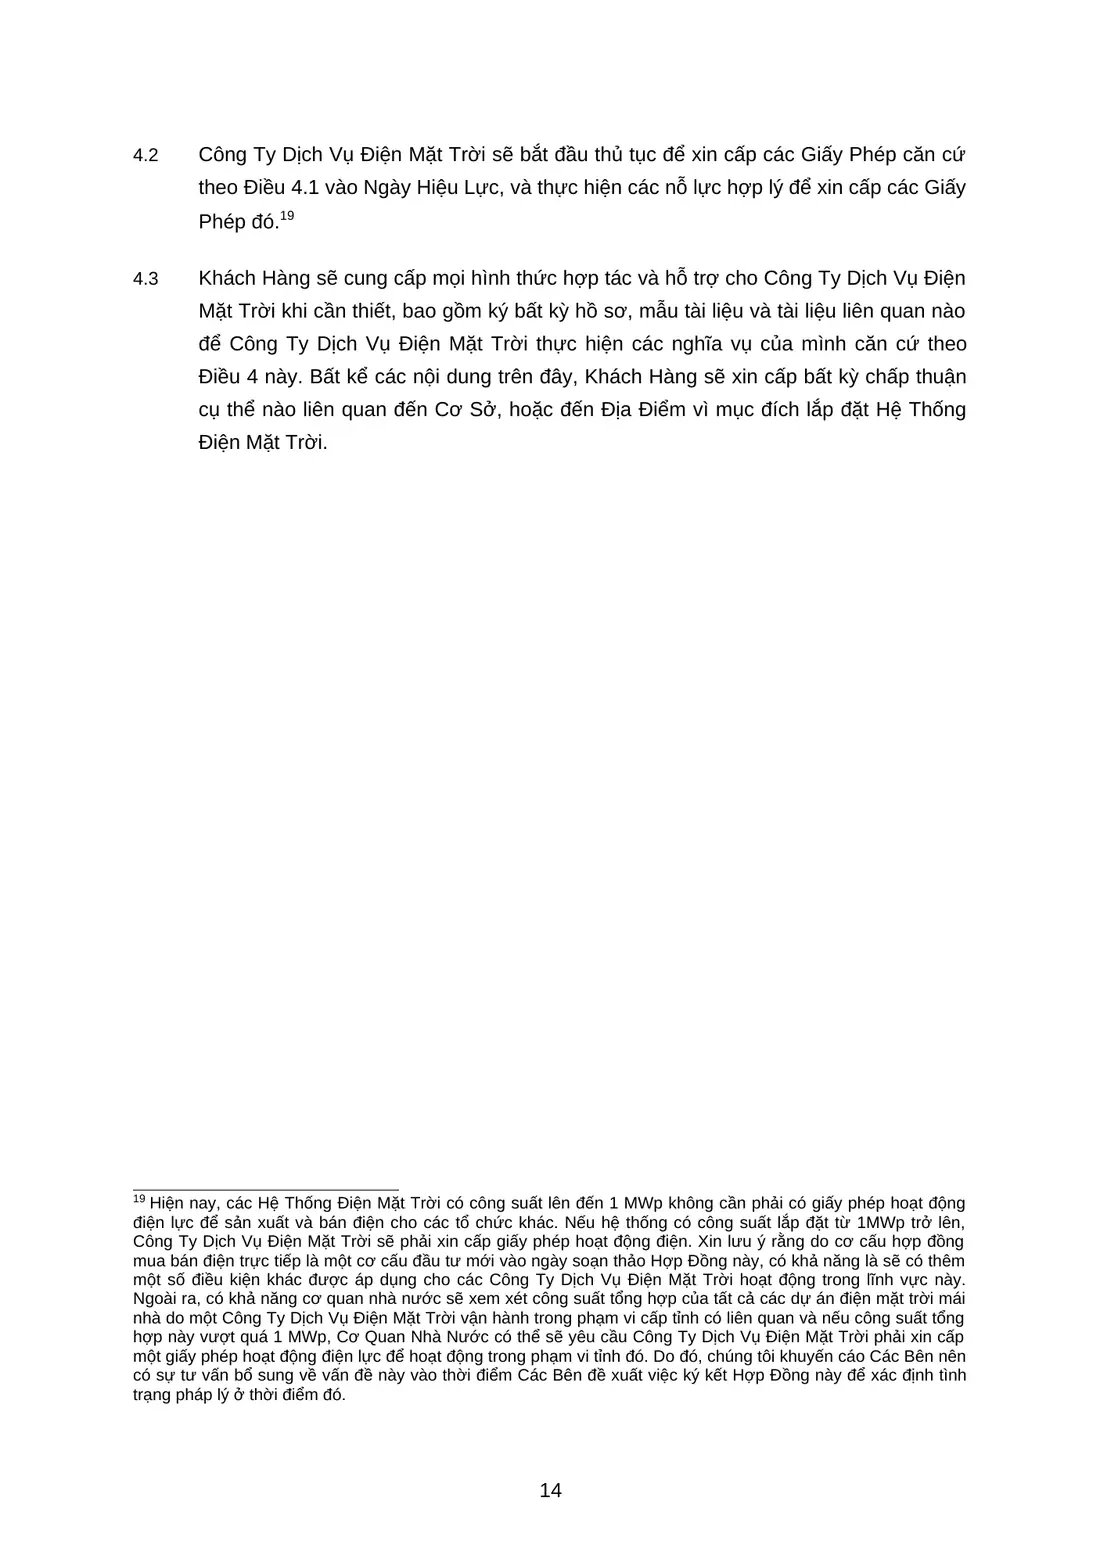 4.2 Công Ty Dịch Vụ Điện Mặt Trời sẽ bắt đầu thủ tục để xin cấp các Giấy Phép căn cứ
theo Điều 4.1 vào Ngày Hiệu Lực, và thực hiện các nỗ lực hợp lý để xin cấp các Giấy
Phép đó.19
4.3 Khách Hàng sẽ cung cấp mọi hình thức hợp tác và hỗ trợ cho Công Ty Dịch Vụ Điện
Mặt Trời khi cần thiết, bao gồm ký bất kỳ hồ sơ, mẫu tài liệu và tài liệu liên quan nào
để Công Ty Dịch Vụ Điện Mặt Trời thực hiện các nghĩa vụ của mình căn cứ theo
Điều 4 này. Bất kể các nội dung trên đây, Khách Hàng sẽ xin cấp bất kỳ chấp thuận
cụ thể nào liên quan đến Cơ Sở, hoặc đến Địa Điểm vì mục đích lắp đặt Hệ Thống
Điện Mặt Trời.
19 Hiện nay, các Hệ Thống Điện Mặt Trời có công suất lên đến 1 MWp không cần phải có giấy phép hoạt động
điện lực để sản xuất và bán điện cho các tổ chức khác. Nếu hệ thống có công suất lắp đặt từ 1MWp trở lên,
Công Ty Dịch Vụ Điện Mặt Trời sẽ phải xin cấp giấy phép hoạt động điện. Xin lưu ý rằng do cơ cấu hợp đồng
mua bán điện trực tiếp là một cơ cấu đầu tư mới vào ngày soạn thảo Hợp Đồng này, có khả năng là sẽ có thêm
một số điều kiện khác được áp dụng cho các Công Ty Dịch Vụ Điện Mặt Trời hoạt động trong lĩnh vực này.
Ngoài ra, có khả năng cơ quan nhà nước sẽ xem xét công suất tổng hợp của tất cả các dự án điện mặt trời mái
nhà do một Công Ty Dịch Vụ Điện Mặt Trời vận hành trong phạm vi cấp tỉnh có liên quan và nếu công suất tổng
hợp này vượt quá 1 MWp, Cơ Quan Nhà Nước có thể sẽ yêu cầu Công Ty Dịch Vụ Điện Mặt Trời phải xin cấp
một giấy phép hoạt động điện lực để hoạt động trong phạm vi tỉnh đó. Do đó, chúng tôi khuyến cáo Các Bên nên
có sự tư vấn bổ sung về vấn đề này vào thời điểm Các Bên đề xuất việc ký kết Hợp Đồng này để xác định tình
trạng pháp lý ở thời điểm đó.
14